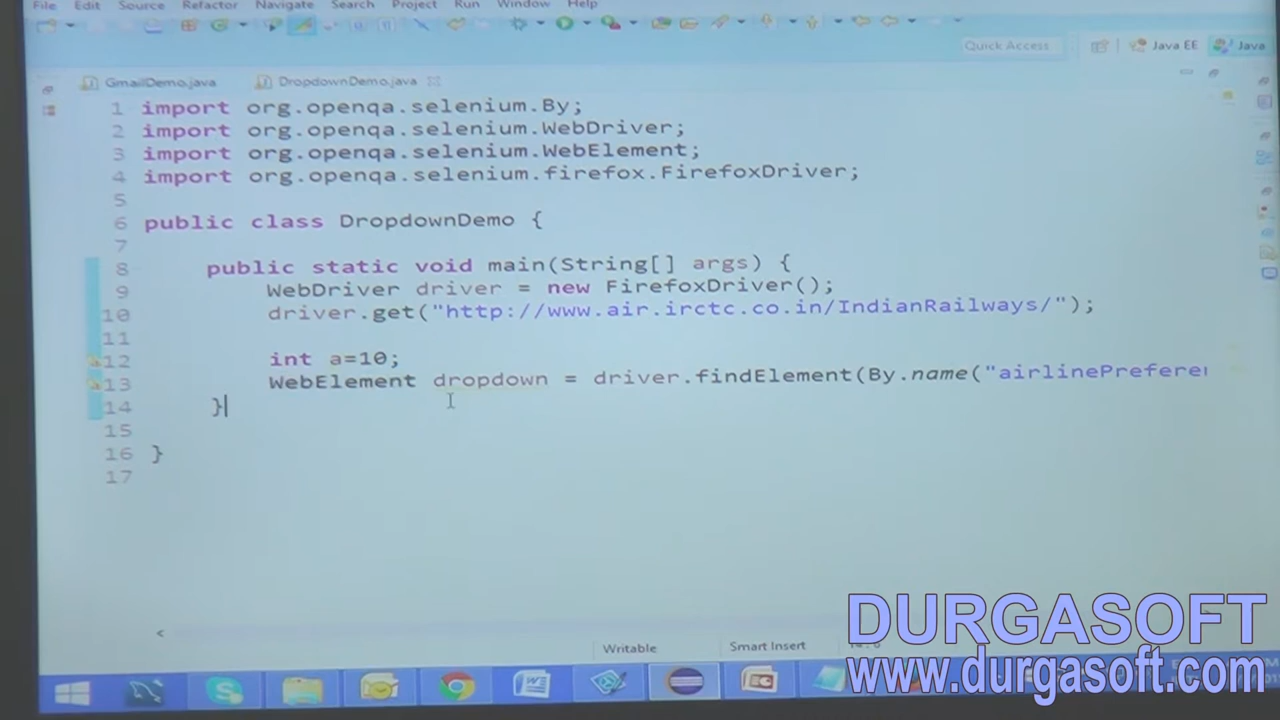 File Edit Source Refactor Navigate Search Project Run Window Help
Quick Access Java EE Java
GmailDemo.java DropdownDemo.java
1 import org.openqa.selenium.By;
2 import org.openqa.selenium.WebDriver;
3 import org.openqa.selenium.WebElement;
4 import org.openqa.selenium.firefox.FirefoxDriver;
5
6 public class DropdownDemo {
7
8 public static void main(String[] args) {
9 WebDriver driver = new FirefoxDriver();
10 driver.get("http://www.air.irctc.co.in/IndianRailways/");
11
12 int a=10;
13 WebElement dropdown = driver.findElement(By.name("airlinePreferen
14 }
15
16 }
17
Writable Smart Insert
DURGASOFT
www.durgasoft.com